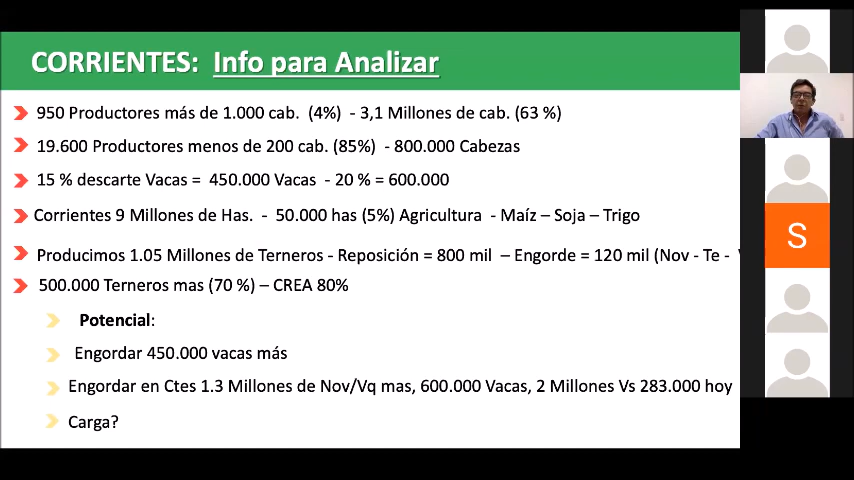 CORRIENTES: Info para Analizar
950 Productores más de 1.000 cab. (4%) - 3,1 Millones de cab. (63 %)
19.600 Productores menos de 200 cab. (85%) - 800.000 Cabezas
15 % descarte Vacas = 450.000 Vacas - 20 % = 600.000
Corrientes 9 Millones de Has. - 50.000 has (5%) Agricultura - Maíz – Soja – Trigo
Producimos 1.05 Millones de Terneros - Reposición = 800 mil – Engorde = 120 mil (Nov - Te -
500.000 Terneros mas (70 %) – CREA 80%
Potencial:
Engordar 450.000 vacas más
Engordar en Ctes 1.3 Millones de Nov/Vq mas, 600.000 Vacas, 2 Millones Vs 283.000 hoy
Carga?
S